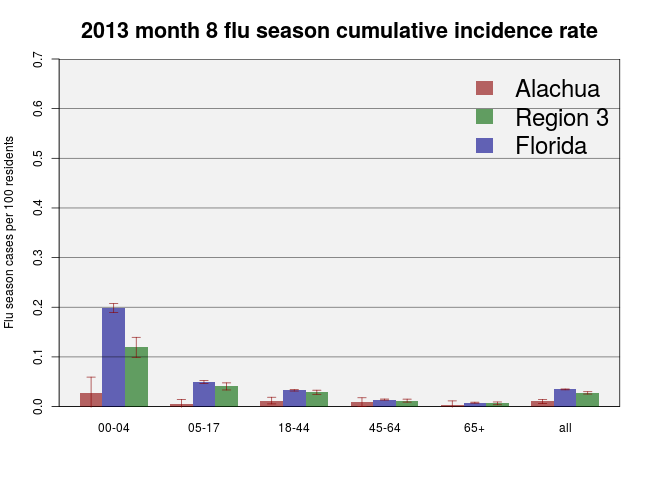 2013 month 8 flu season cumulative incidence rate
Flu season cases per 100 residents
0.7
0.6
0.5
0.4
0.3
0.2
0.1
0.0
Alachua
Region 3
Florida
00-04 05-17 18-44 45-64 65+ all